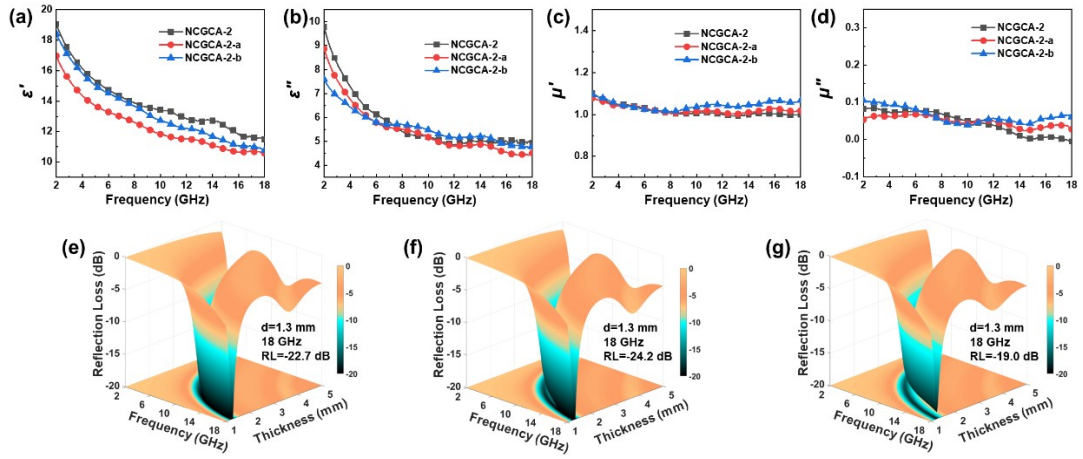 (a)
NCGCA-2
NCGCA-2-a
NCGCA-2-b
ε'
20
18
16
14
12
10
2 4 6 8 10 12 14 16 18
Frequency (GHz)
(b)
NCGCA-2
NCGCA-2-a
NCGCA-2-b
ε''
10
9
8
7
6
5
4
2 4 6 8 10 12 14 16 18
Frequency (GHz)
(c)
NCGCA-2
NCGCA-2-a
NCGCA-2-b
μ'
1.4
1.2
1.0
0.8
2 4 6 8 10 12 14 16 18
Frequency (GHz)
(d)
NCGCA-2
NCGCA-2-a
NCGCA-2-b
μ''
0.3
0.2
0.1
0.0
-0.1
2 4 6 8 10 12 14 16 18
Frequency (GHz)
(e)
Reflection Loss (dB)
0
-5
-10
-15
-20
d=1.3 mm
18 GHz
RL=-22.7 dB
0
-5
-10
-15
-20
2 6 10 14 18
Frequency (GHz)
1 2 3 4 5
Thickness (mm)
(f)
Reflection Loss (dB)
0
-5
-10
-15
-20
d=1.3 mm
18 GHz
RL=-24.2 dB
0
-5
-10
-15
-20
2 6 10 14 18
Frequency (GHz)
1 2 3 4 5
Thickness (mm)
(g)
Reflection Loss (dB)
0
-5
-10
-15
-20
d=1.3 mm
18 GHz
RL=-19.0 dB
0
-5
-10
-15
-20
2 6 10 14 18
Frequency (GHz)
1 2 3 4 5
Thickness (mm)